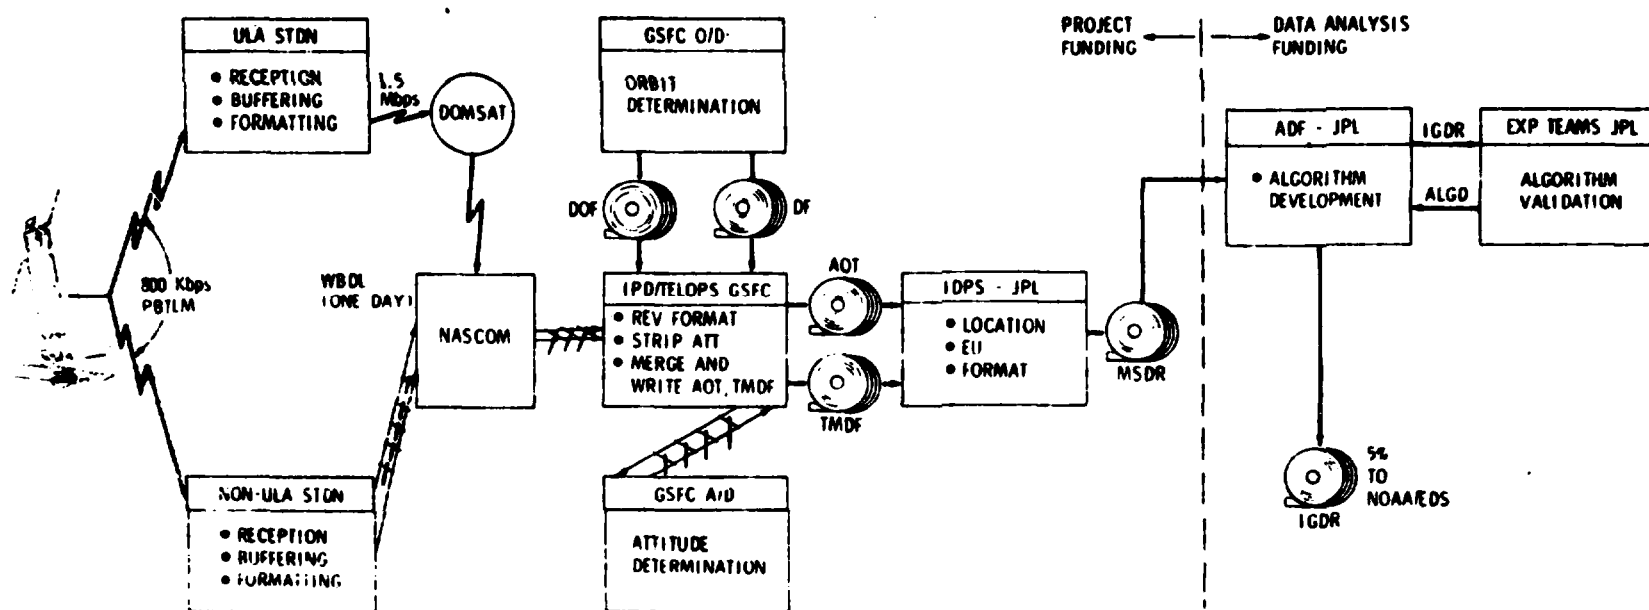 ULA STDN
• RECEPTION
• BUFFERING
• FORMATTING
1.5
Mbps
DOMSAT
800 Kbps
PBTLM
WBDL
(ONE DAY)
NASCOM
NON-ULA STDN
• RECEPTION
• BUFFERING
• FORMATTING
GSFC O/D
ORBIT
DETERMINATION
DOF
DF
IPD/TELOPS GSFC
• REV FORMAT
• STRIP ATT
• MERGE AND
WRITE AOT, TMDF
GSFC A/D
ATTITUDE
DETERMINATION
AOT
TMDF
IDPS - JPL
• LOCATION
• EU
• FORMAT
MSDR
PROJECT
FUNDING
DATA ANALYSIS
FUNDING
ADF - JPL
• ALGORITHM
DEVELOPMENT
IGDR
ALGO
EXP TEAMS JPL
ALGORITHM
VALIDATION
5%
TO
NOAA/EDS
IGDR